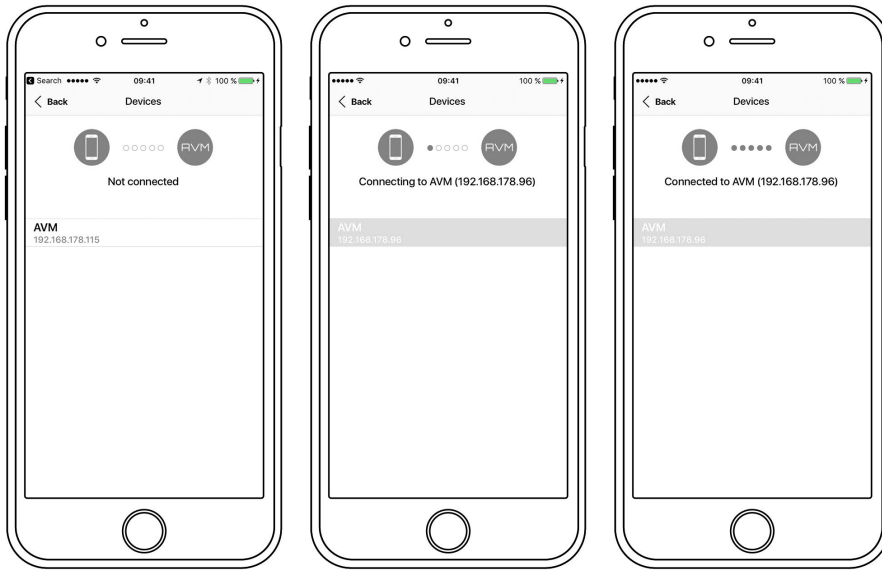 Search 09:41 100 %
Back Devices
AVM
Not connected
AVM
192.168.178.115
09:41 100 %
Back Devices
AVM
Connecting to AVM (192.168.178.96)
AVM
192.168.178.96
09:41 100 %
Back Devices
AVM
Connected to AVM (192.168.178.96)
AVM
192.168.178.96